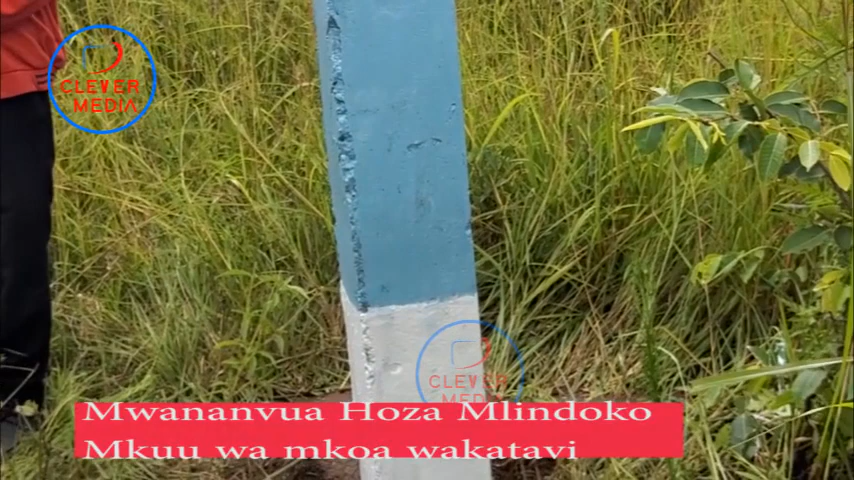 CLEVER
MEDIA
CLEVER
MEDIA
Mwananvua Hoza Mlindoko
Mkuu wa mkoa wakatavi